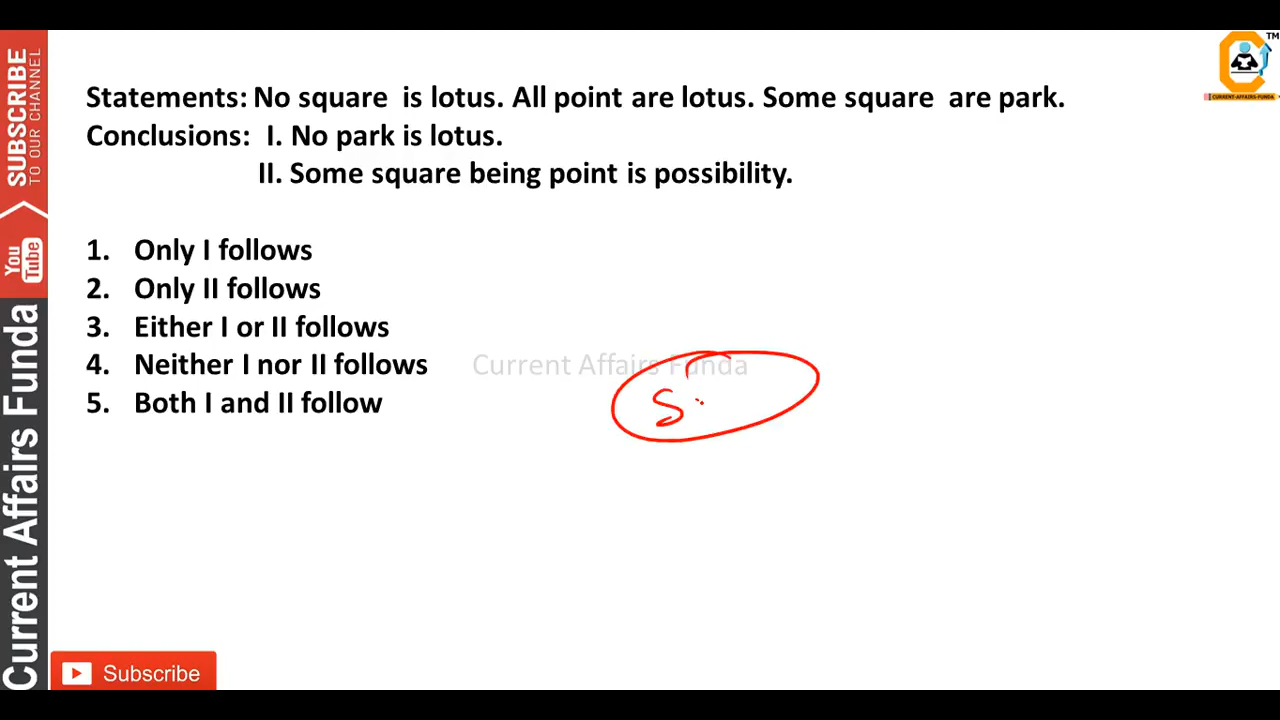 SUBSCRIBE
TO OUR CHANNEL
You
Tube
Current Affairs Funda
TM
CURRENT-AFFAIRS-FUNDA
Statements: No square is lotus. All point are lotus. Some square are park.
Conclusions: I. No park is lotus.
II. Some square being point is possibility.
1. Only I follows
2. Only II follows
3. Either I or II follows
4. Neither I nor II follows
5. Both I and II follow
Current Affairs Funda
S
Subscribe